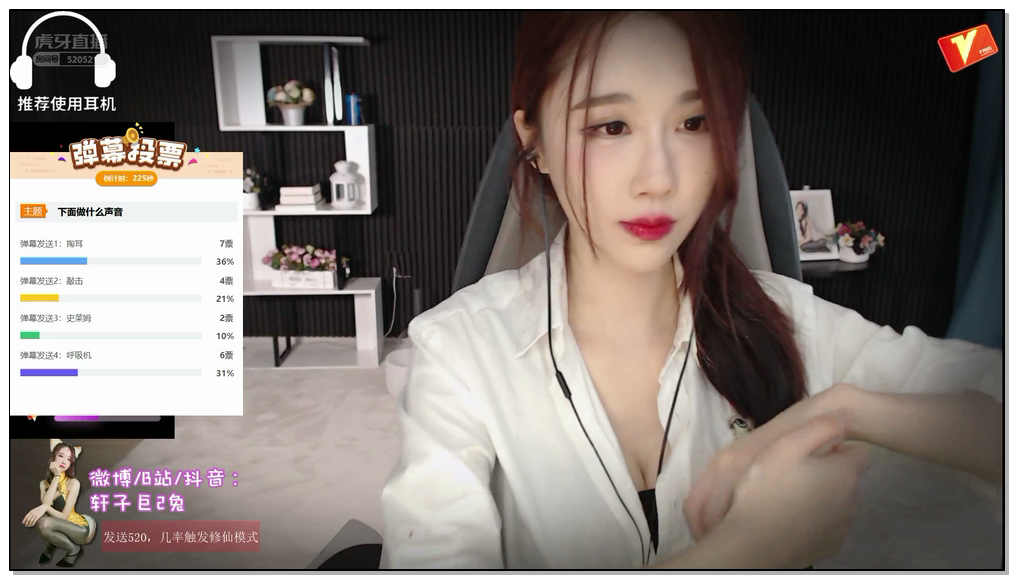 虎牙直播
房间号
推荐使用耳机
弹幕投票
倒计时：225秒
主题 下面做什么声音
弹幕发送1：掏耳 7票
36%
弹幕发送2：敲击 4票
21%
弹幕发送3：史莱姆 2票
10%
弹幕发送4：呼吸机 6票
31%
微博/B站/抖音：
轩子巨2兔
发送520，几率触发修仙模式